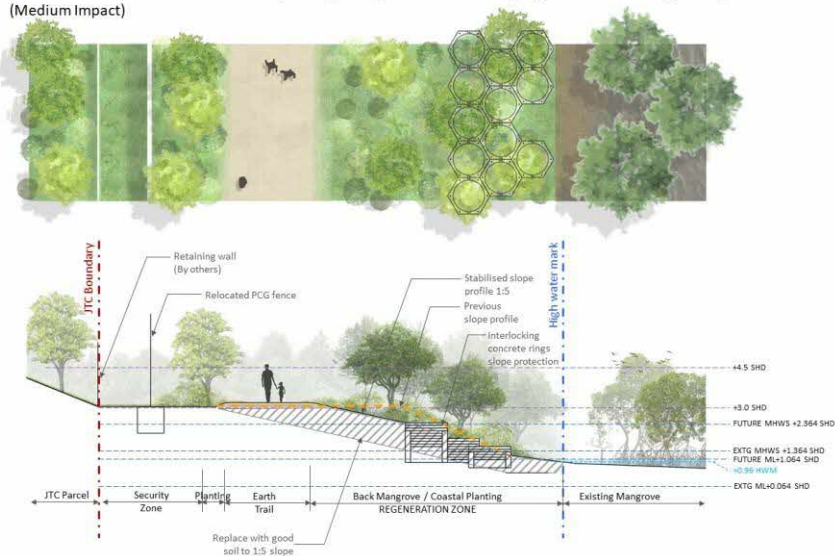 (Medium Impact)
JTC Boundary
Retaining wall
(By others)
Relocated PCG fence
Stabilised slope
profile 1:5
Previous
slope profile
Interlocking
concrete rings
slope protection
High water mark
+4.5 SHD
+3.0 SHD
FUTURE MHWS +2.364 SHD
EXTG MHWS +1.364 SHD
FUTURE ML+1.064 SHD
+0.96 HWM
EXTG ML+0.064 SHD
JTC Parcel
Security
Zone
Planting
Earth
Trail
Back Mangrove / Coastal Planting
REGENERATION ZONE
Existing Mangrove
Replace with good
soil to 1:5 slope